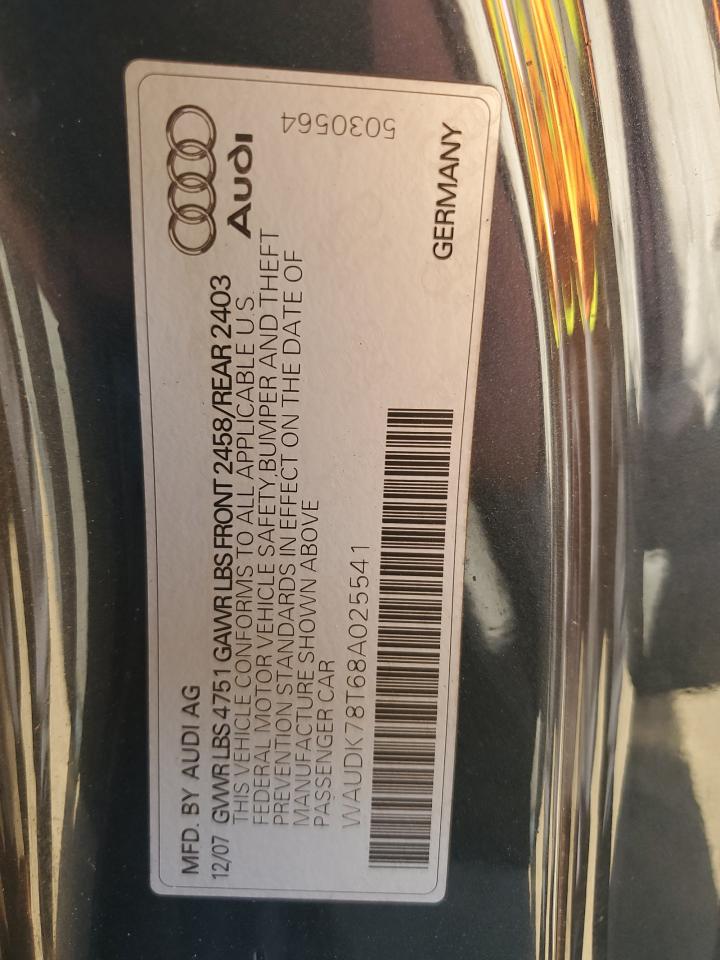 MFD. BY AUDI AG
12/07 GVWR LBS 4751 GAWR LBS FRONT 2458/REAR 2403
THIS VEHICLE CONFORMS TO ALL APPLICABLE U.S.
FEDERAL MOTOR VEHICLE SAFETY,BUMPER AND THEFT
PREVENTION STANDARDS IN EFFECT ON THE DATE OF
MANUFACTURE SHOWN ABOVE
PASSENGER CAR
WAUDK78T68A025541
Audi
5030564
GERMANY